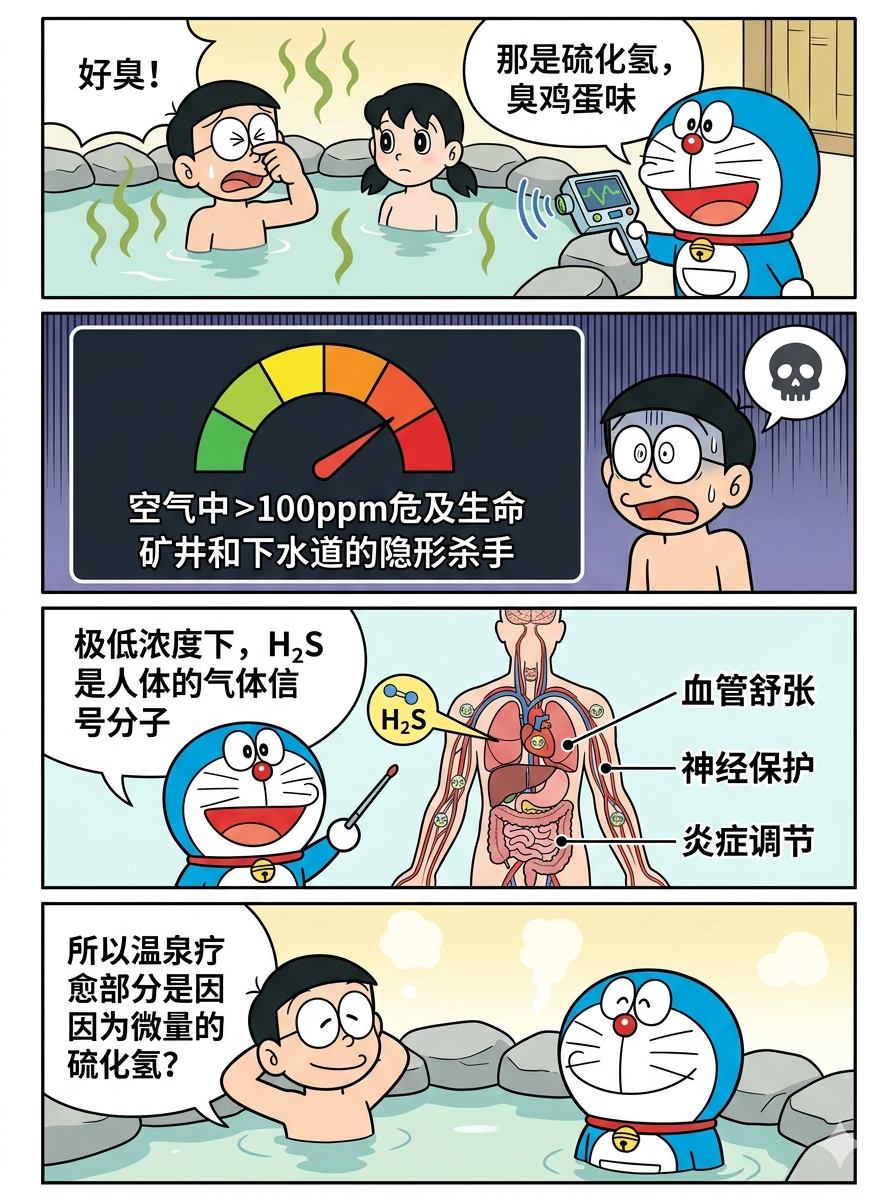 好臭！
那是硫化氢，
臭鸡蛋味
空气中>100ppm危及生命
矿井和下水道的隐形杀手
极低浓度下，H₂S
是人体的气体信
号分子
H₂S
血管舒张
神经保护
炎症调节
所以温泉疗
愈部分是因
因为微量的
硫化氢？